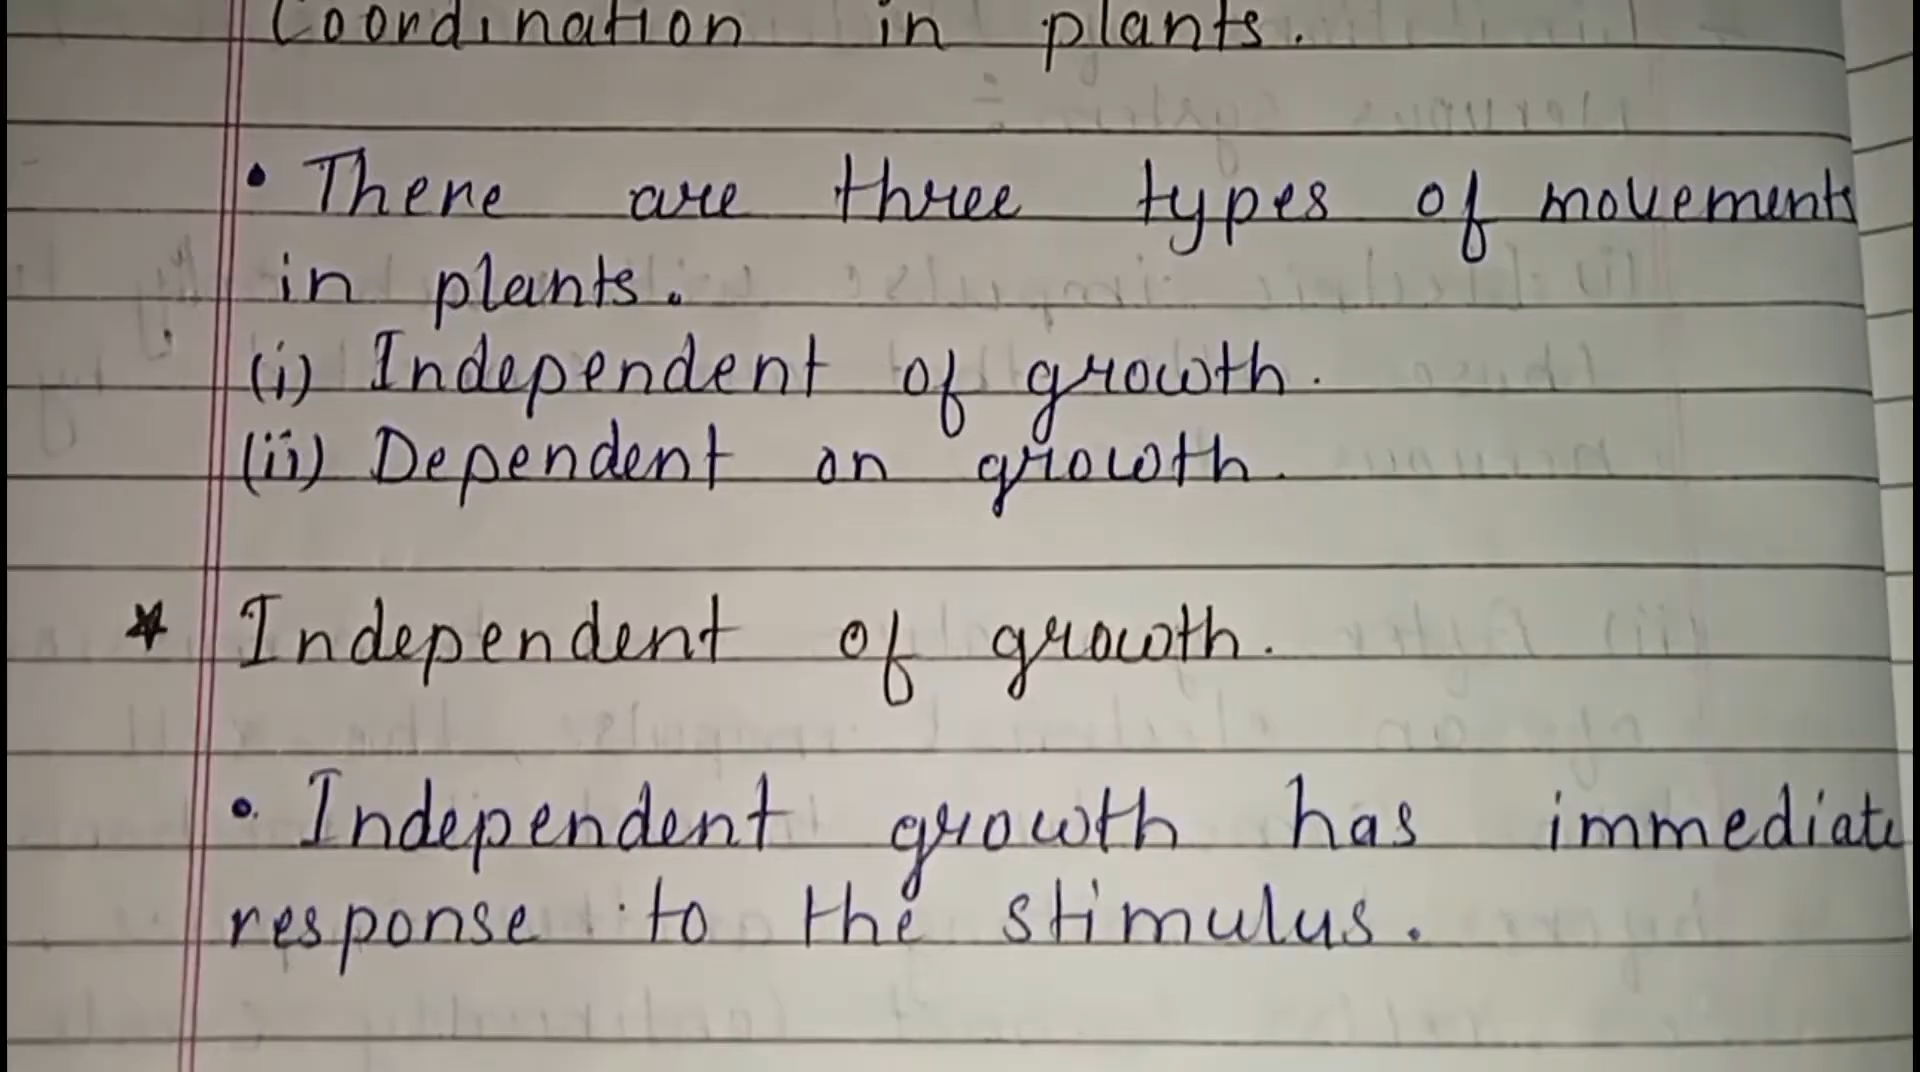 Coordination in plants.
• There are three types of movements
in plants.
(i) Independent of growth.
(ii) Dependent on growth.
* Independent of growth.
• Independent growth has immediate
response to the stimulus.